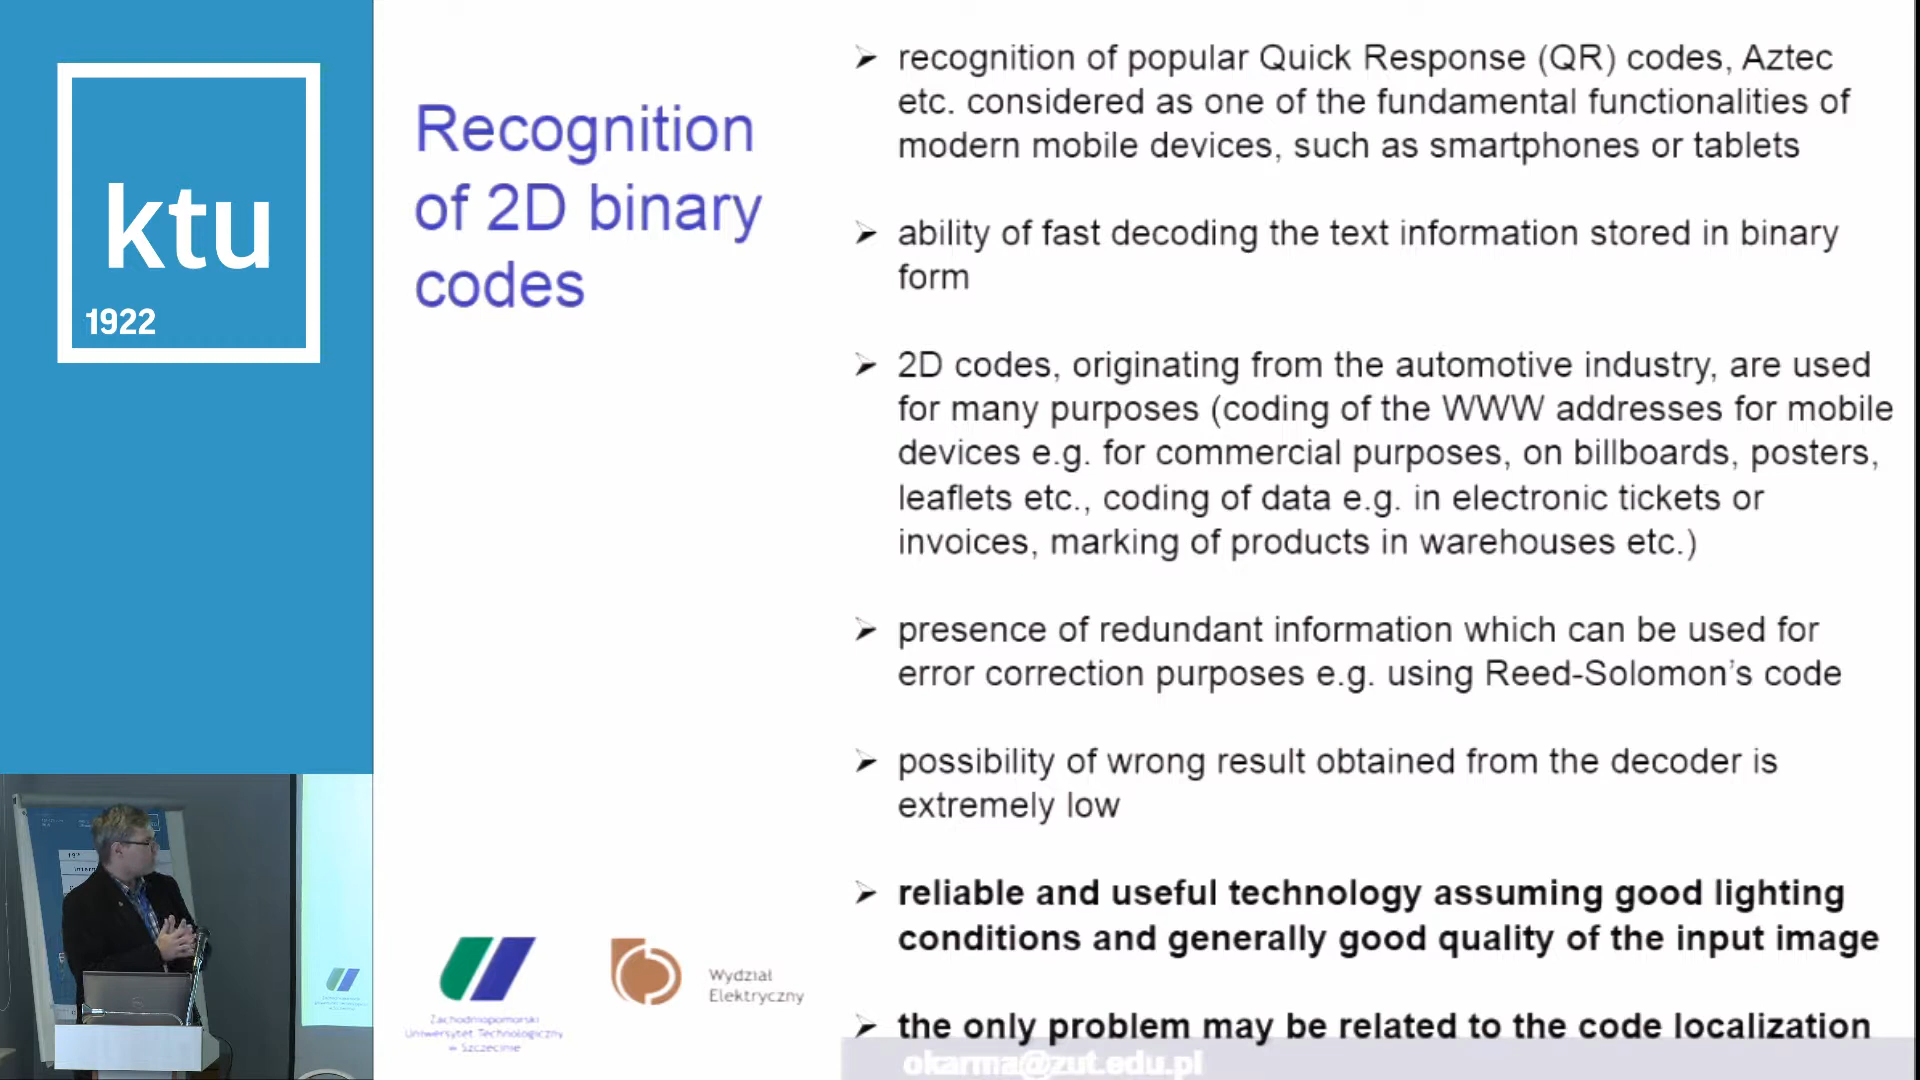 ktu
1922
Recognition
of 2D binary
codes
➢ recognition of popular Quick Response (QR) codes, Aztec
etc. considered as one of the fundamental functionalities of
modern mobile devices, such as smartphones or tablets
➢ ability of fast decoding the text information stored in binary
form
➢ 2D codes, originating from the automotive industry, are used
for many purposes (coding of the WWW addresses for mobile
devices e.g. for commercial purposes, on billboards, posters,
leaflets etc., coding of data e.g. in electronic tickets or
invoices, marking of products in warehouses etc.)
➢ presence of redundant information which can be used for
error correction purposes e.g. using Reed-Solomon’s code
➢ possibility of wrong result obtained from the decoder is
extremely low
➢ reliable and useful technology assuming good lighting
conditions and generally good quality of the input image
➢ the only problem may be related to the code localization
okarma@zut.edu.pl
Zachodniopomorski
Uniwersytet Technologiczny
w Szczecinie
Wydział
Elektryczny